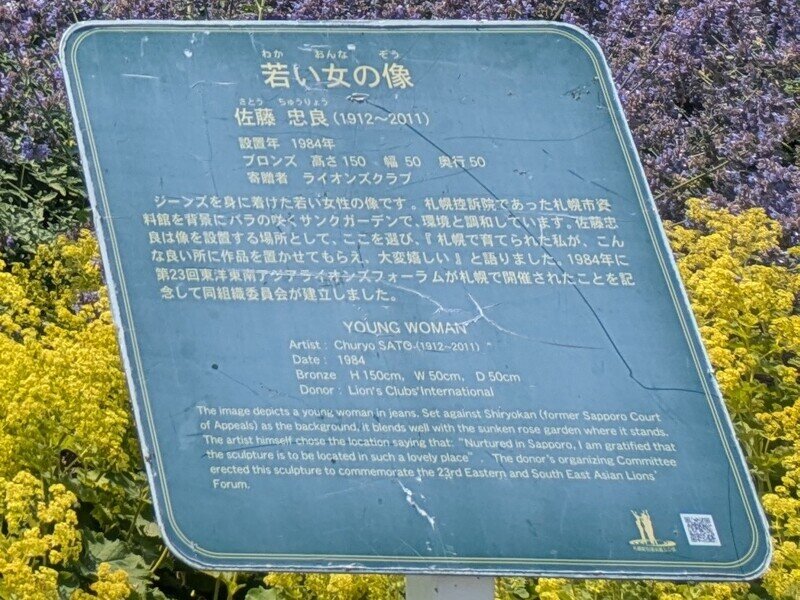 わか おんな ぞう
若い女の像
さとう ちゅうりょう
佐藤 忠良(1912〜2011)
設置年 1984年
ブロンズ 高さ150 幅 50 奥行50
寄贈者 ライオンズクラブ
ジーンズを身に着けた若い女性の像です。札幌控訴院であった札幌市資
料館を背景にバラの咲くサンクガーデンで、環境と調和しています。佐藤忠
良は像を設置する場所として、ここを選び、『札幌で育てられた私が、こん
な良い所に作品を置かせてもらえ、大変嬉しい』と語りました。1984年に
第23回東洋東南アジアライオンズフォーラムが札幌で開催されたことを記
念して同組織委員会が建立しました。
YOUNG WOMAN
Artist : Churyo SATO (1912~2011)
Date : 1984
Bronze H 150cm, W 50cm, D 50cm
Donor : Lion's Clubs International
The image depicts a young woman in jeans. Set against Shiryokan (former Sapporo Court
of Appeals) as the background, it blends well with the sunken rose garden where it stands.
The artist himself chose the location saying that: "Nurtured in Sapporo, I am gratified that
the sculpture is to be located in such a lovely place". The donor's organizing Committee
erected this sculpture to commemorate the 23rd Eastern and South East Asian Lions'
Forum.